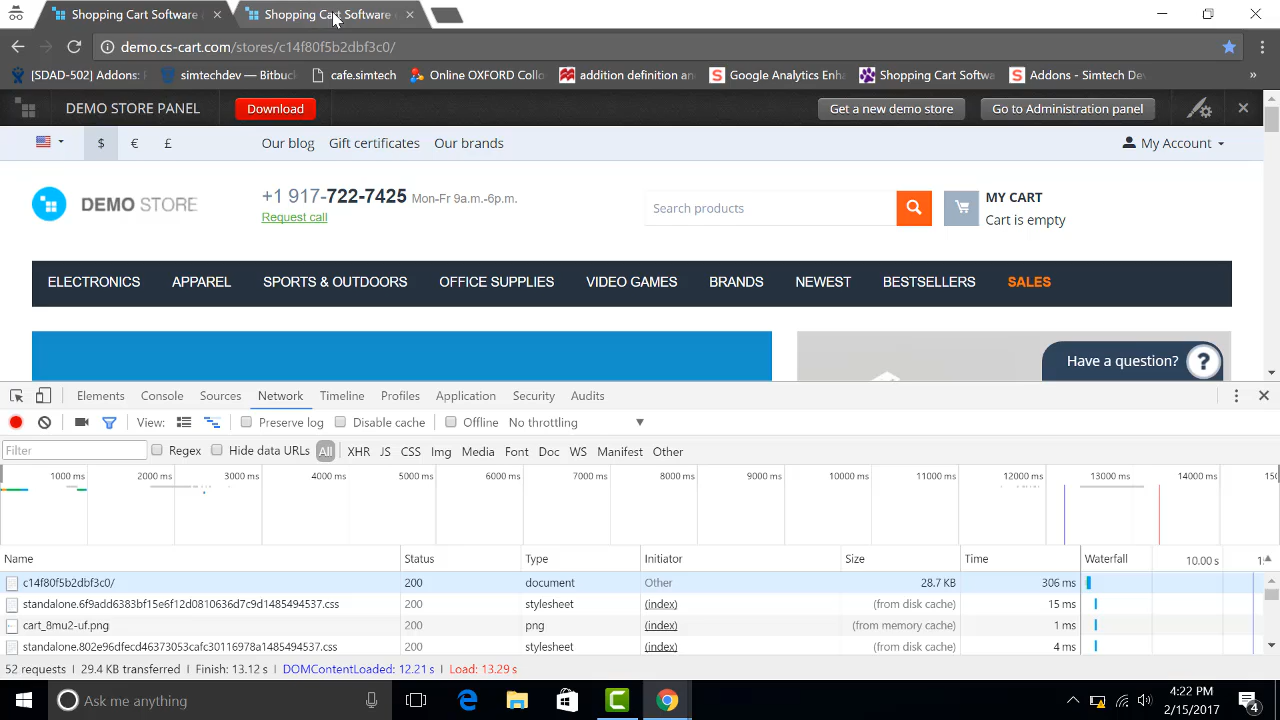 Shopping Cart Software
Shopping Cart Software
demo.cs-cart.com/stores/c14f80f5b2dbf3c0/
[SDAD-502] Addons: simtechdev — Bitbuck cafe.simtech Online OXFORD Collo addition definition an Google Analytics Enha Shopping Cart Softwa Addons - Simtech Dev »
DEMO STORE PANEL Download Get a new demo store Go to Administration panel
$ € £ Our blog Gift certificates Our brands My Account
DEMO STORE +1 917-722-7425 Mon-Fr 9a.m.-6p.m.
Request call
Search products
MY CART
Cart is empty
ELECTRONICS APPAREL SPORTS & OUTDOORS OFFICE SUPPLIES VIDEO GAMES BRANDS NEWEST BESTSELLERS SALES
Have a question? ?
Elements Console Sources Network Timeline Profiles Application Security Audits
View: Preserve log Disable cache Offline No throttling
Filter Regex Hide data URLs All XHR JS CSS Img Media Font Doc WS Manifest Other
1000 ms 2000 ms 3000 ms 4000 ms 5000 ms 6000 ms 7000 ms 8000 ms 9000 ms 10000 ms 11000 ms 12000 ms 13000 ms 14000 ms
Name Status Type Initiator Size Time Waterfall 10.00 s
c14f80f5b2dbf3c0/ 200 document Other 28.7 KB 306 ms
standalone.6f9add6383bf15e6f12d0810636d7c9d1485494537.css 200 stylesheet (index) (from disk cache) 15 ms
cart_8mu2-uf.png 200 png (index) (from memory cache) 1 ms
standalone.802e96dfecd46373053cafc30116978a1485494537.css 200 stylesheet (index) (from disk cache) 4 ms
52 requests | 29.4 KB transferred | Finish: 13.12 s | DOMContentLoaded: 12.21 s | Load: 13.29 s
Ask me anything
4:22 PM
2/15/2017
4